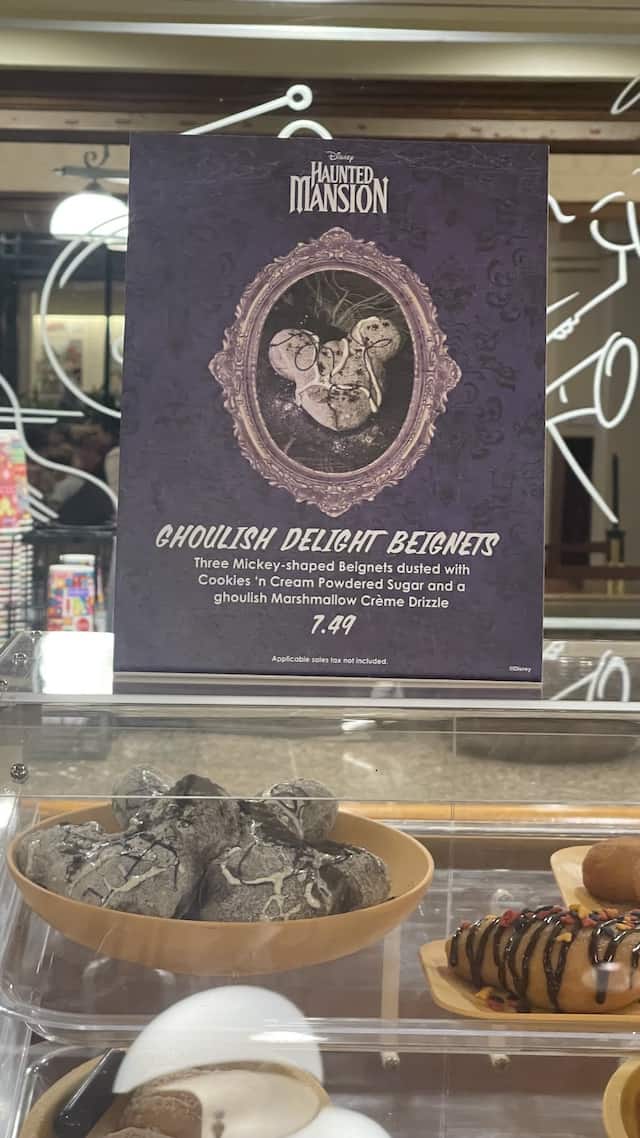 Disney
HAUNTED
MANSION
GHOULISH DELIGHT BEIGNETS
Three Mickey-shaped Beignets dusted with
Cookies 'n Cream Powdered Sugar and a
ghoulish Marshmallow Crème Drizzle
7.49
Applicable sales tax not included.
©Disney